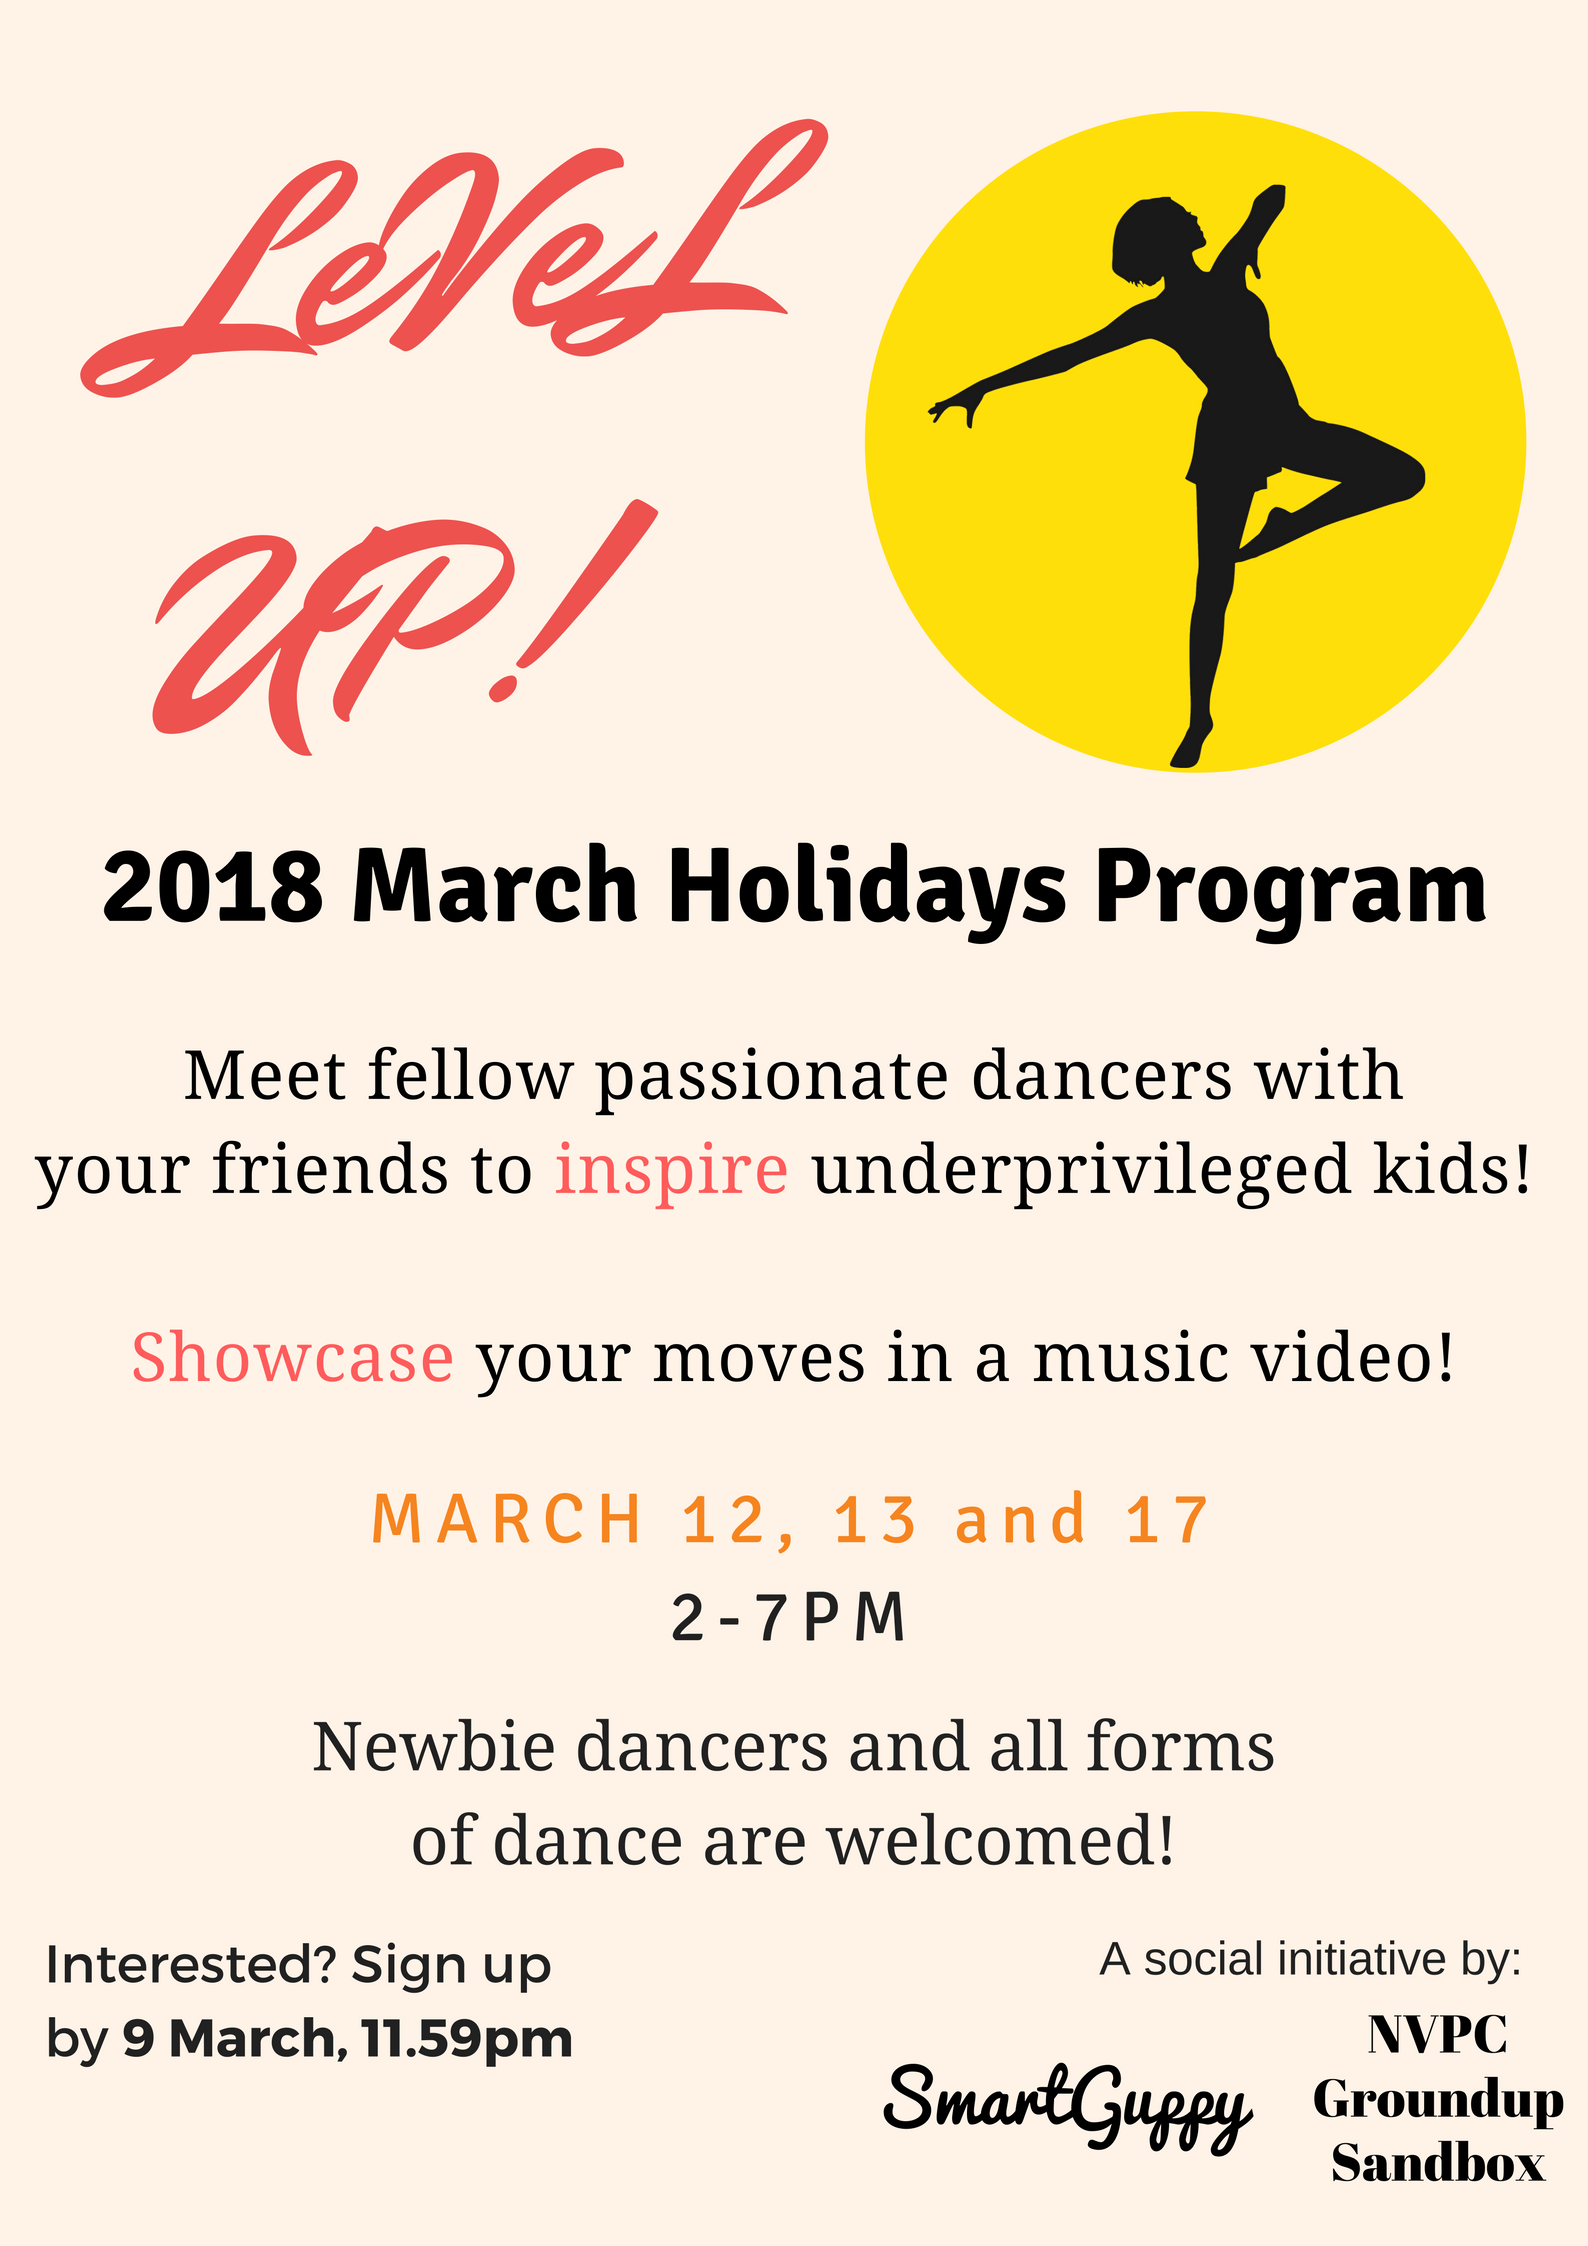 LeVeL
UP!
2018 March Holidays Program
Meet fellow passionate dancers with
your friends to inspire underprivileged kids!
Showcase your moves in a music video!
MARCH 12, 13 and 17
2-7PM
Newbie dancers and all forms
of dance are welcomed!
Interested? Sign up
by 9 March, 11.59pm
A social initiative by:
SmartGuppy
NVPC
Groundup
Sandbox